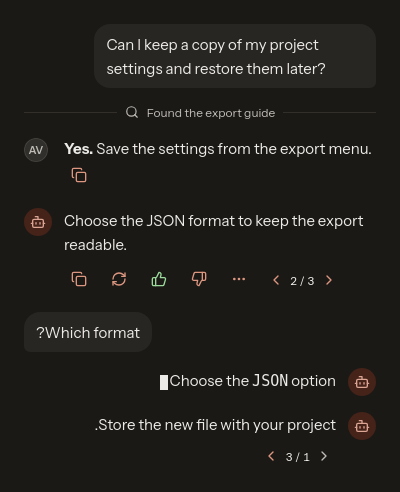 Can I keep a copy of my project
settings and restore them later?
Found the export guide
AV
Yes. Save the settings from the export menu.
Choose the JSON format to keep the export
readable.
2 / 3
?Which format
Choose the JSON option
.Store the new file with your project
3 / 1